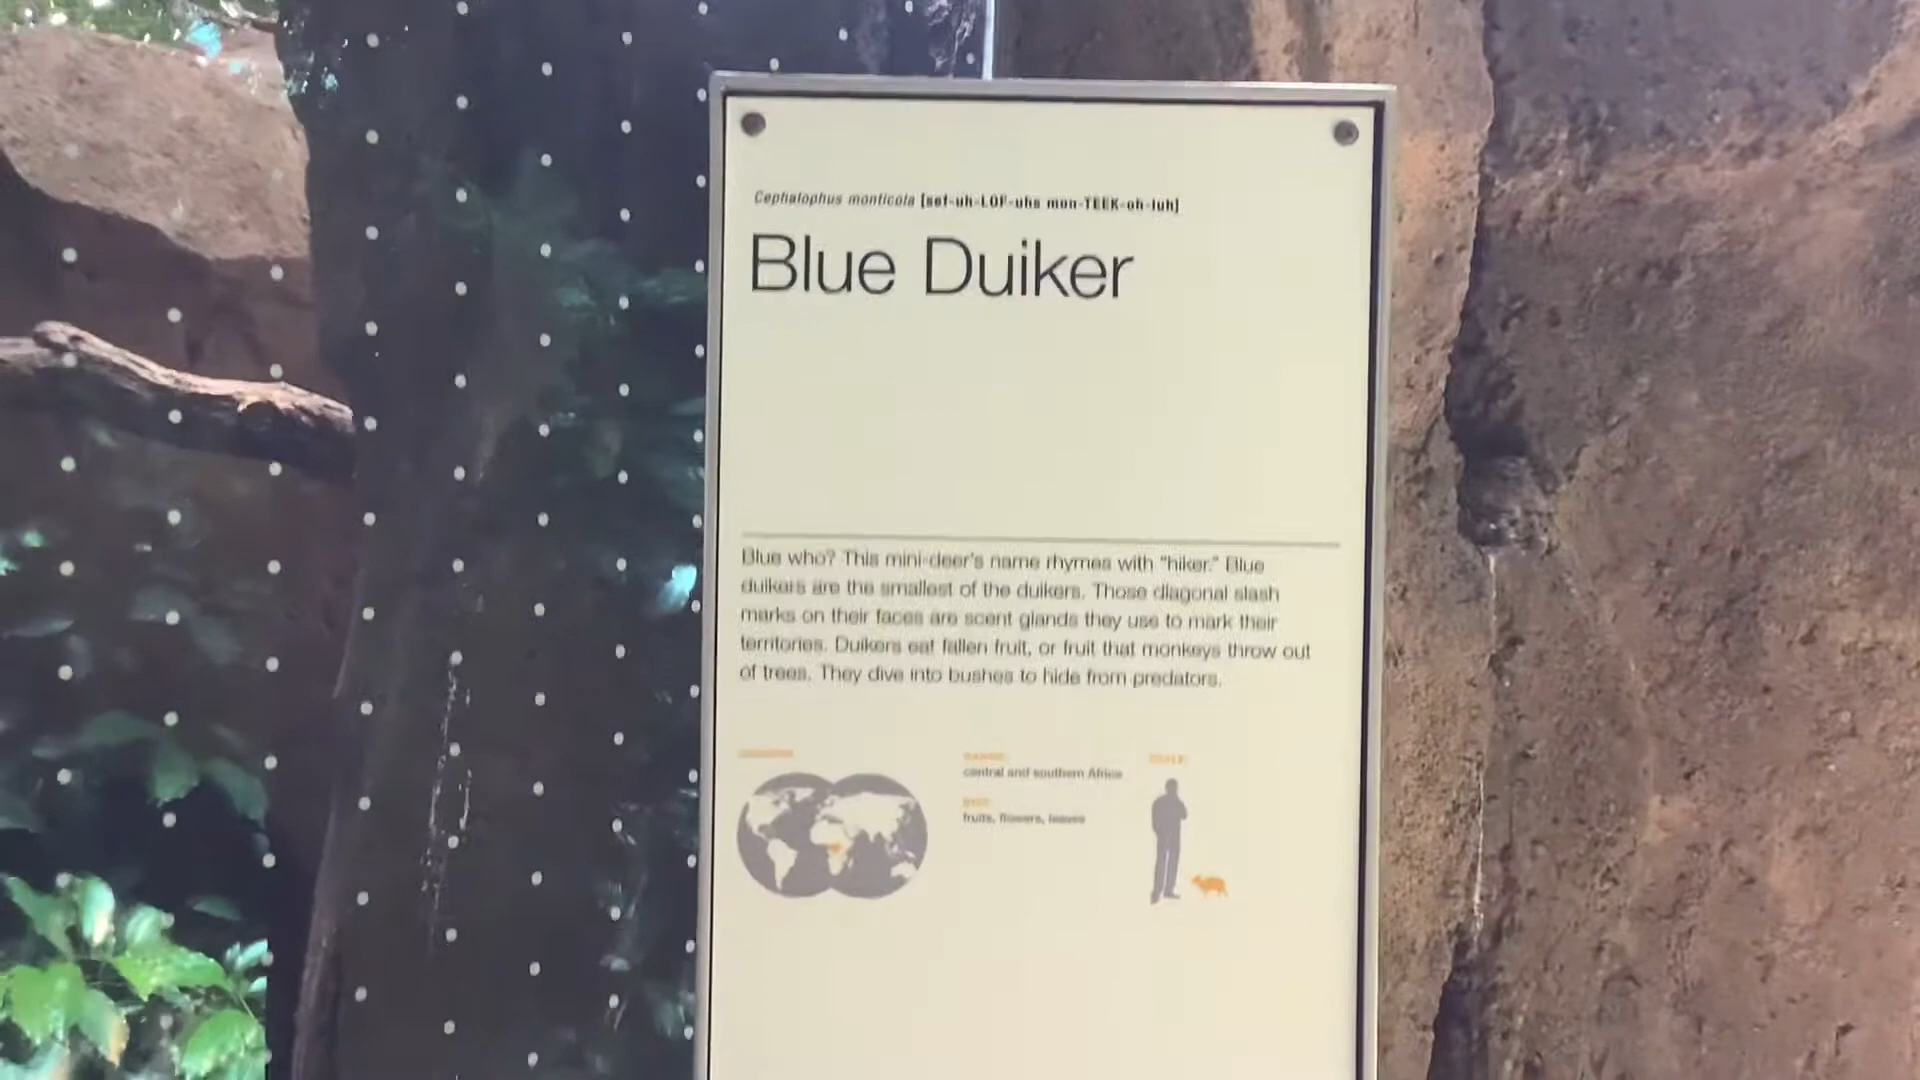 Cephalophus monticola [sef-uh-LOF-uhs mon-TEEK-oh-luh]
Blue Duiker
Blue who? This mini-deer's name rhymes with "hiker." Blue
duikers are the smallest of the duikers. Those diagonal slash
marks on their faces are scent glands they use to mark their
territories. Duikers eat fallen fruit, or fruit that monkeys throw out
of trees. They dive into bushes to hide from predators.
RANGE:
central and southern Africa
DIET:
fruits, flowers, leaves
SCALE: